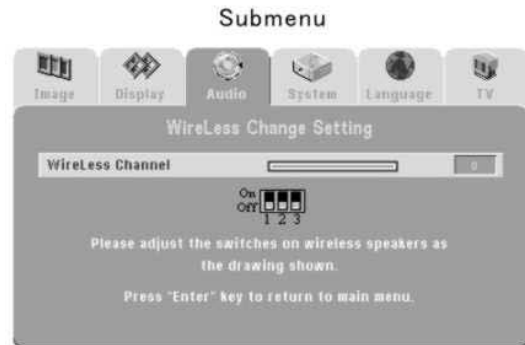 Submenu
Image Display Audio System Language TV
WireLess Change Setting
WireLess Channel 0
On
Off
1 2 3
Please adjust the switches on wireless speakers as
the drawing shown.
Press "Enter" key to return to main menu.